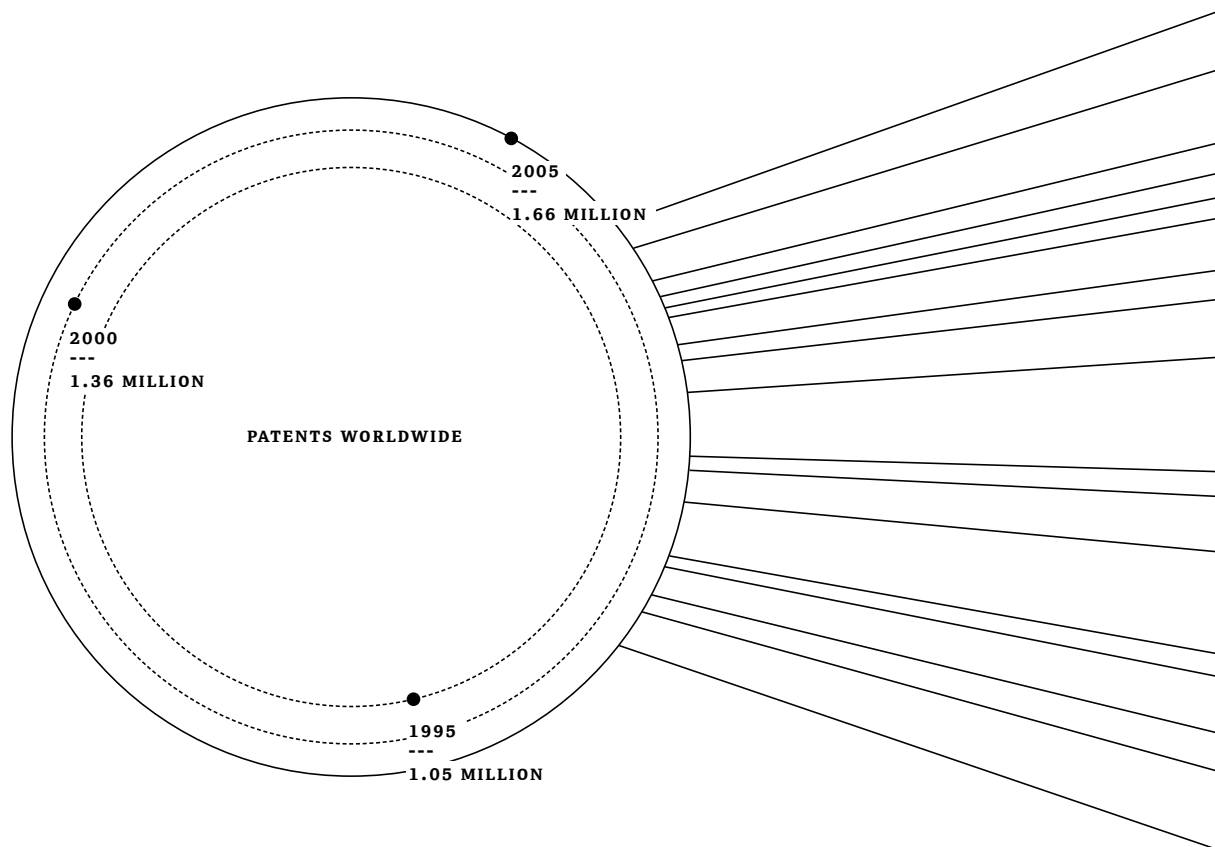 2005
---
1.66 MILLION
2000
---
1.36 MILLION
PATENTS WORLDWIDE
1995
---
1.05 MILLION